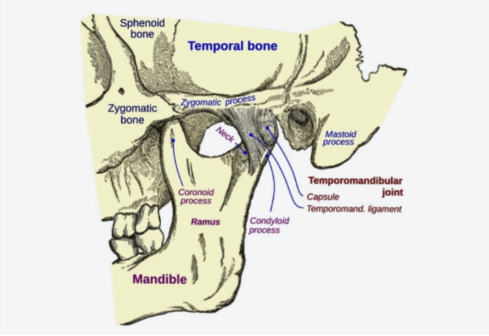 Sphenoid
bone
Temporal bone
Zygomatic process
Zygomatic
bone
Neck
Mastoid
process
Temporomandibular
joint
Capsule
Temporomand. ligament
Coronoid
process
Ramus
Condyloid
process
Mandible